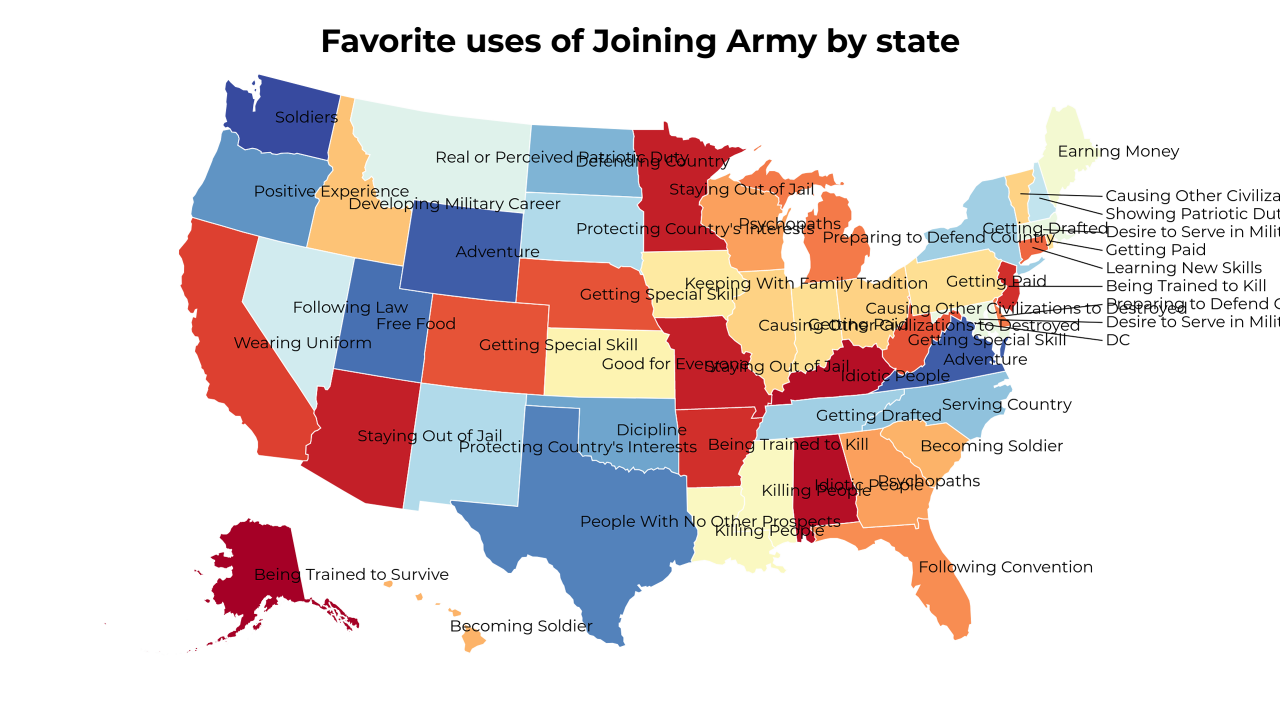 Favorite uses of Joining Army by state
Soldiers
Earning Money
Real or Perceived Patriotic Duty
Defending Country
Staying Out of Jail
Positive Experience
Developing Military Career
Causing Other Civiliza
Showing Patriotic Dut
Psychopaths
Protecting Country's Interests
Getting Drafted
Desire to Serve in Milit
Preparing to Defend Country
Adventure
Getting Paid
Learning New Skills
Keeping With Family Tradition
Getting Paid
Being Trained to Kill
Getting Special Skill
Following Law
Causing Other Civilizations to Destroyed
Preparing to Defend C
Free Food
Causing Other Civilizations to Destroyed
Getting Paid
Desire to Serve in Milit
Wearing Uniform
Getting Special Skill
Getting Special Skill
DC
Good for Everyone
Staying Out of Jail
Adventure
Idiotic People
Serving Country
Getting Drafted
Dicipline
Staying Out of Jail
Protecting Country's Interests
Being Trained to Kill
Becoming Soldier
Killing People
Idiotic People
Psychopaths
People With No Other Prospects
Killing People
Being Trained to Survive
Following Convention
Becoming Soldier